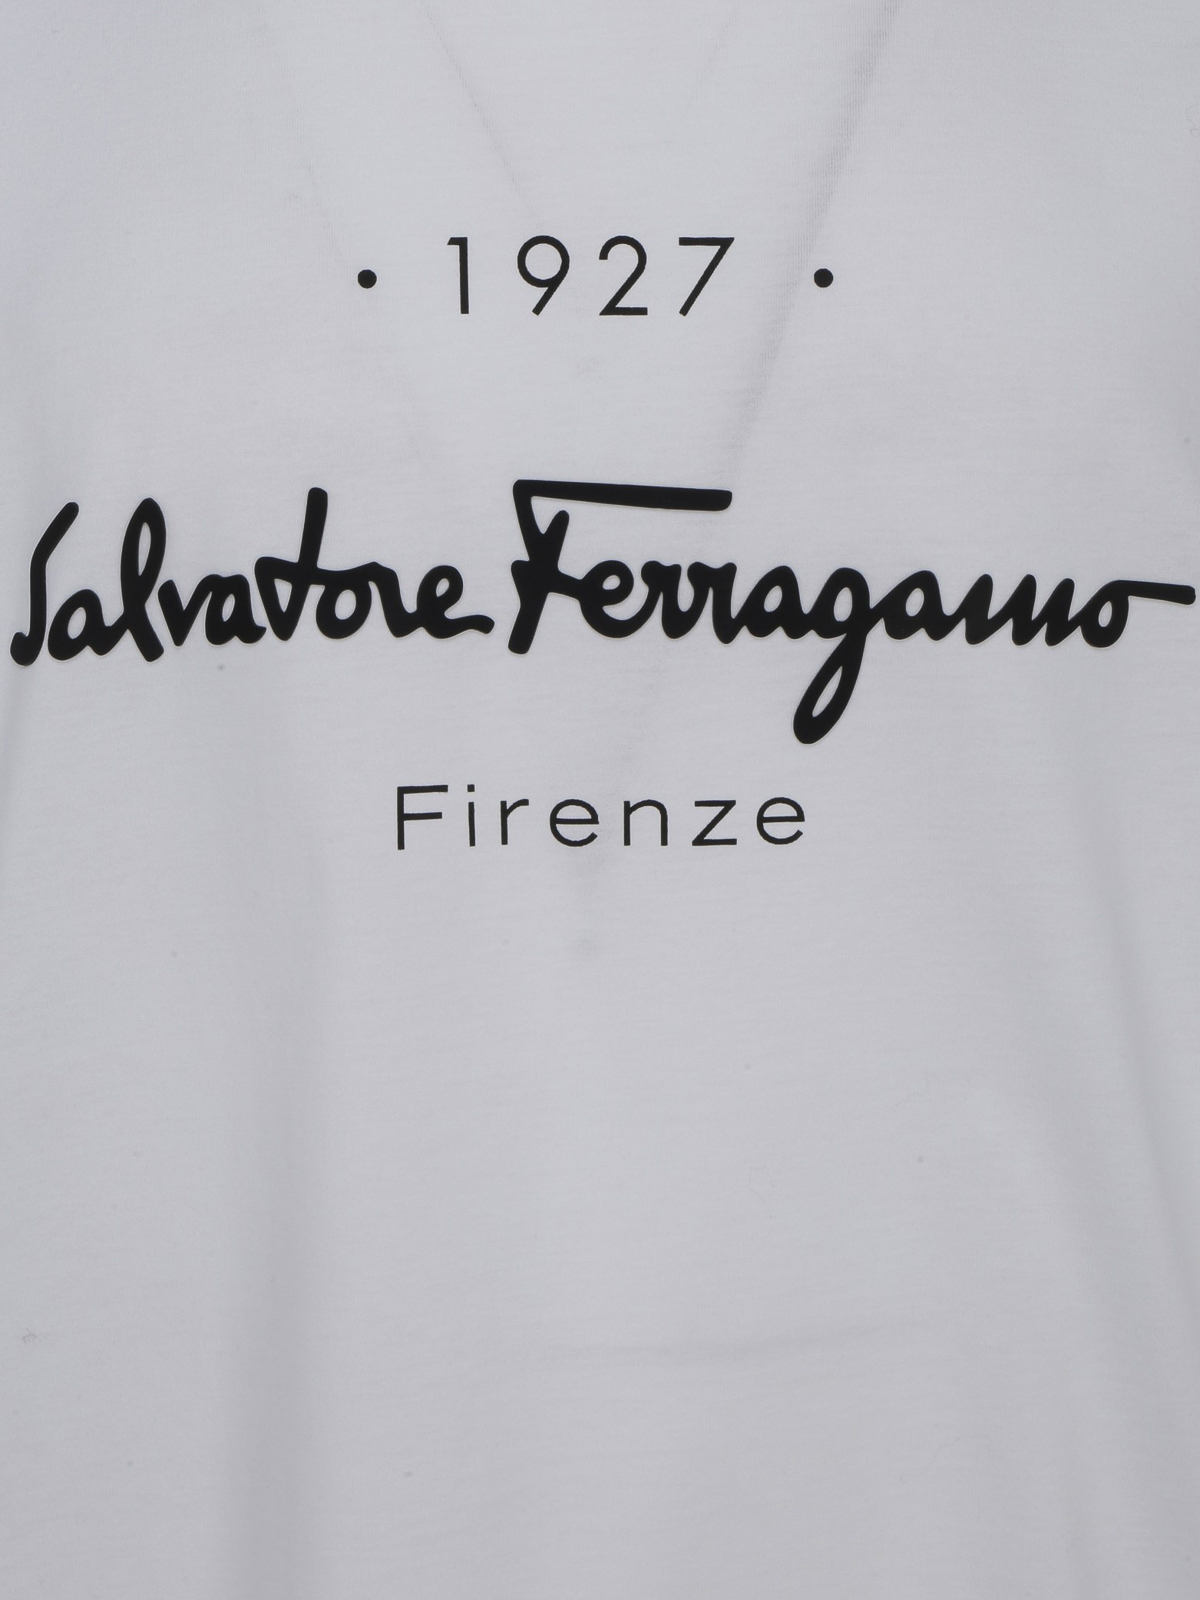 • 1927 •
Salvatore Ferragamo
Firenze